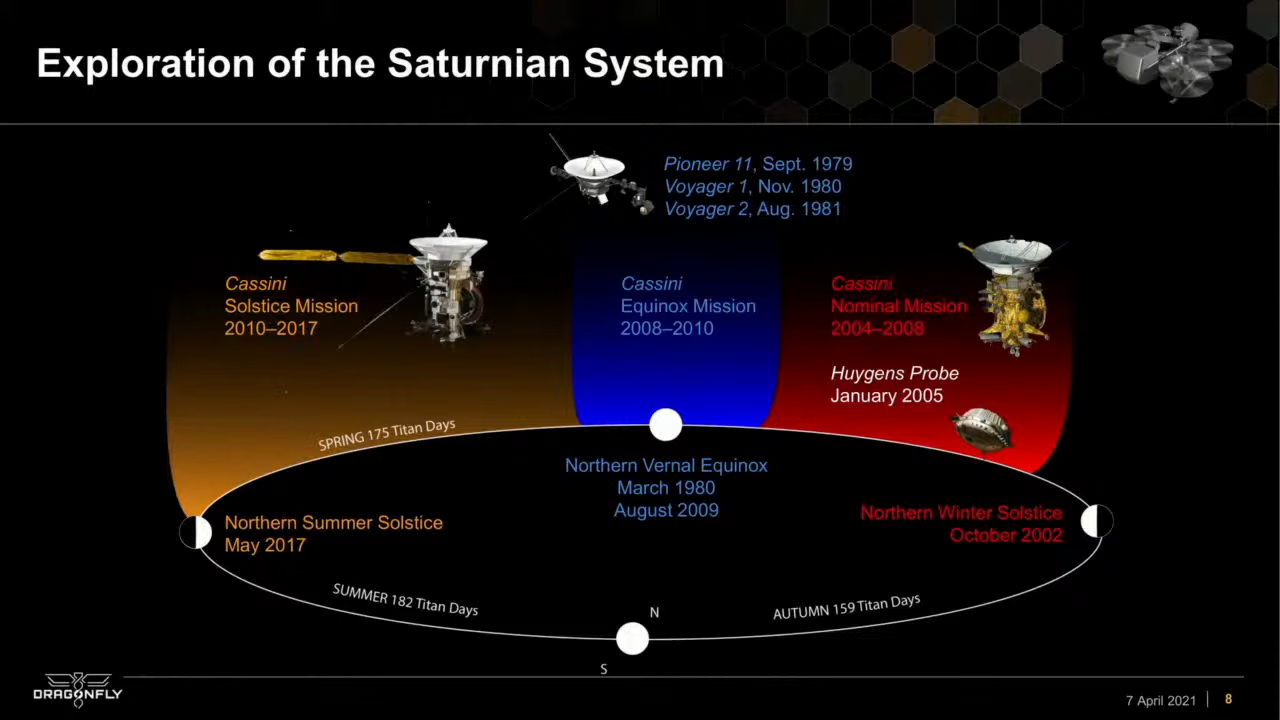 Exploration of the Saturnian System
Pioneer 11, Sept. 1979
Voyager 1, Nov. 1980
Voyager 2, Aug. 1981
Cassini
Solstice Mission
2010–2017
Cassini
Equinox Mission
2008–2010
Cassini
Nominal Mission
2004–2008
Huygens Probe
January 2005
SPRING 175 Titan Days
Northern Vernal Equinox
March 1980
August 2009
Northern Summer Solstice
May 2017
Northern Winter Solstice
October 2002
SUMMER 182 Titan Days
AUTUMN 159 Titan Days
N
S
DRAGONFLY
7 April 2021
8